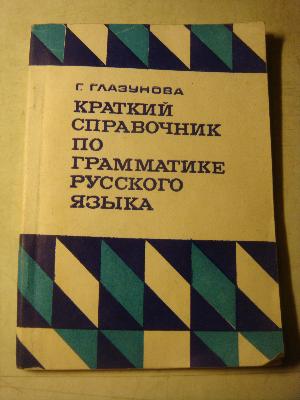 Г. ГЛАЗУНОВА
КРАТКИЙ
СПРАВОЧНИК
ПО
ГРАММАТИКЕ
РУССКОГО
ЯЗЫКА